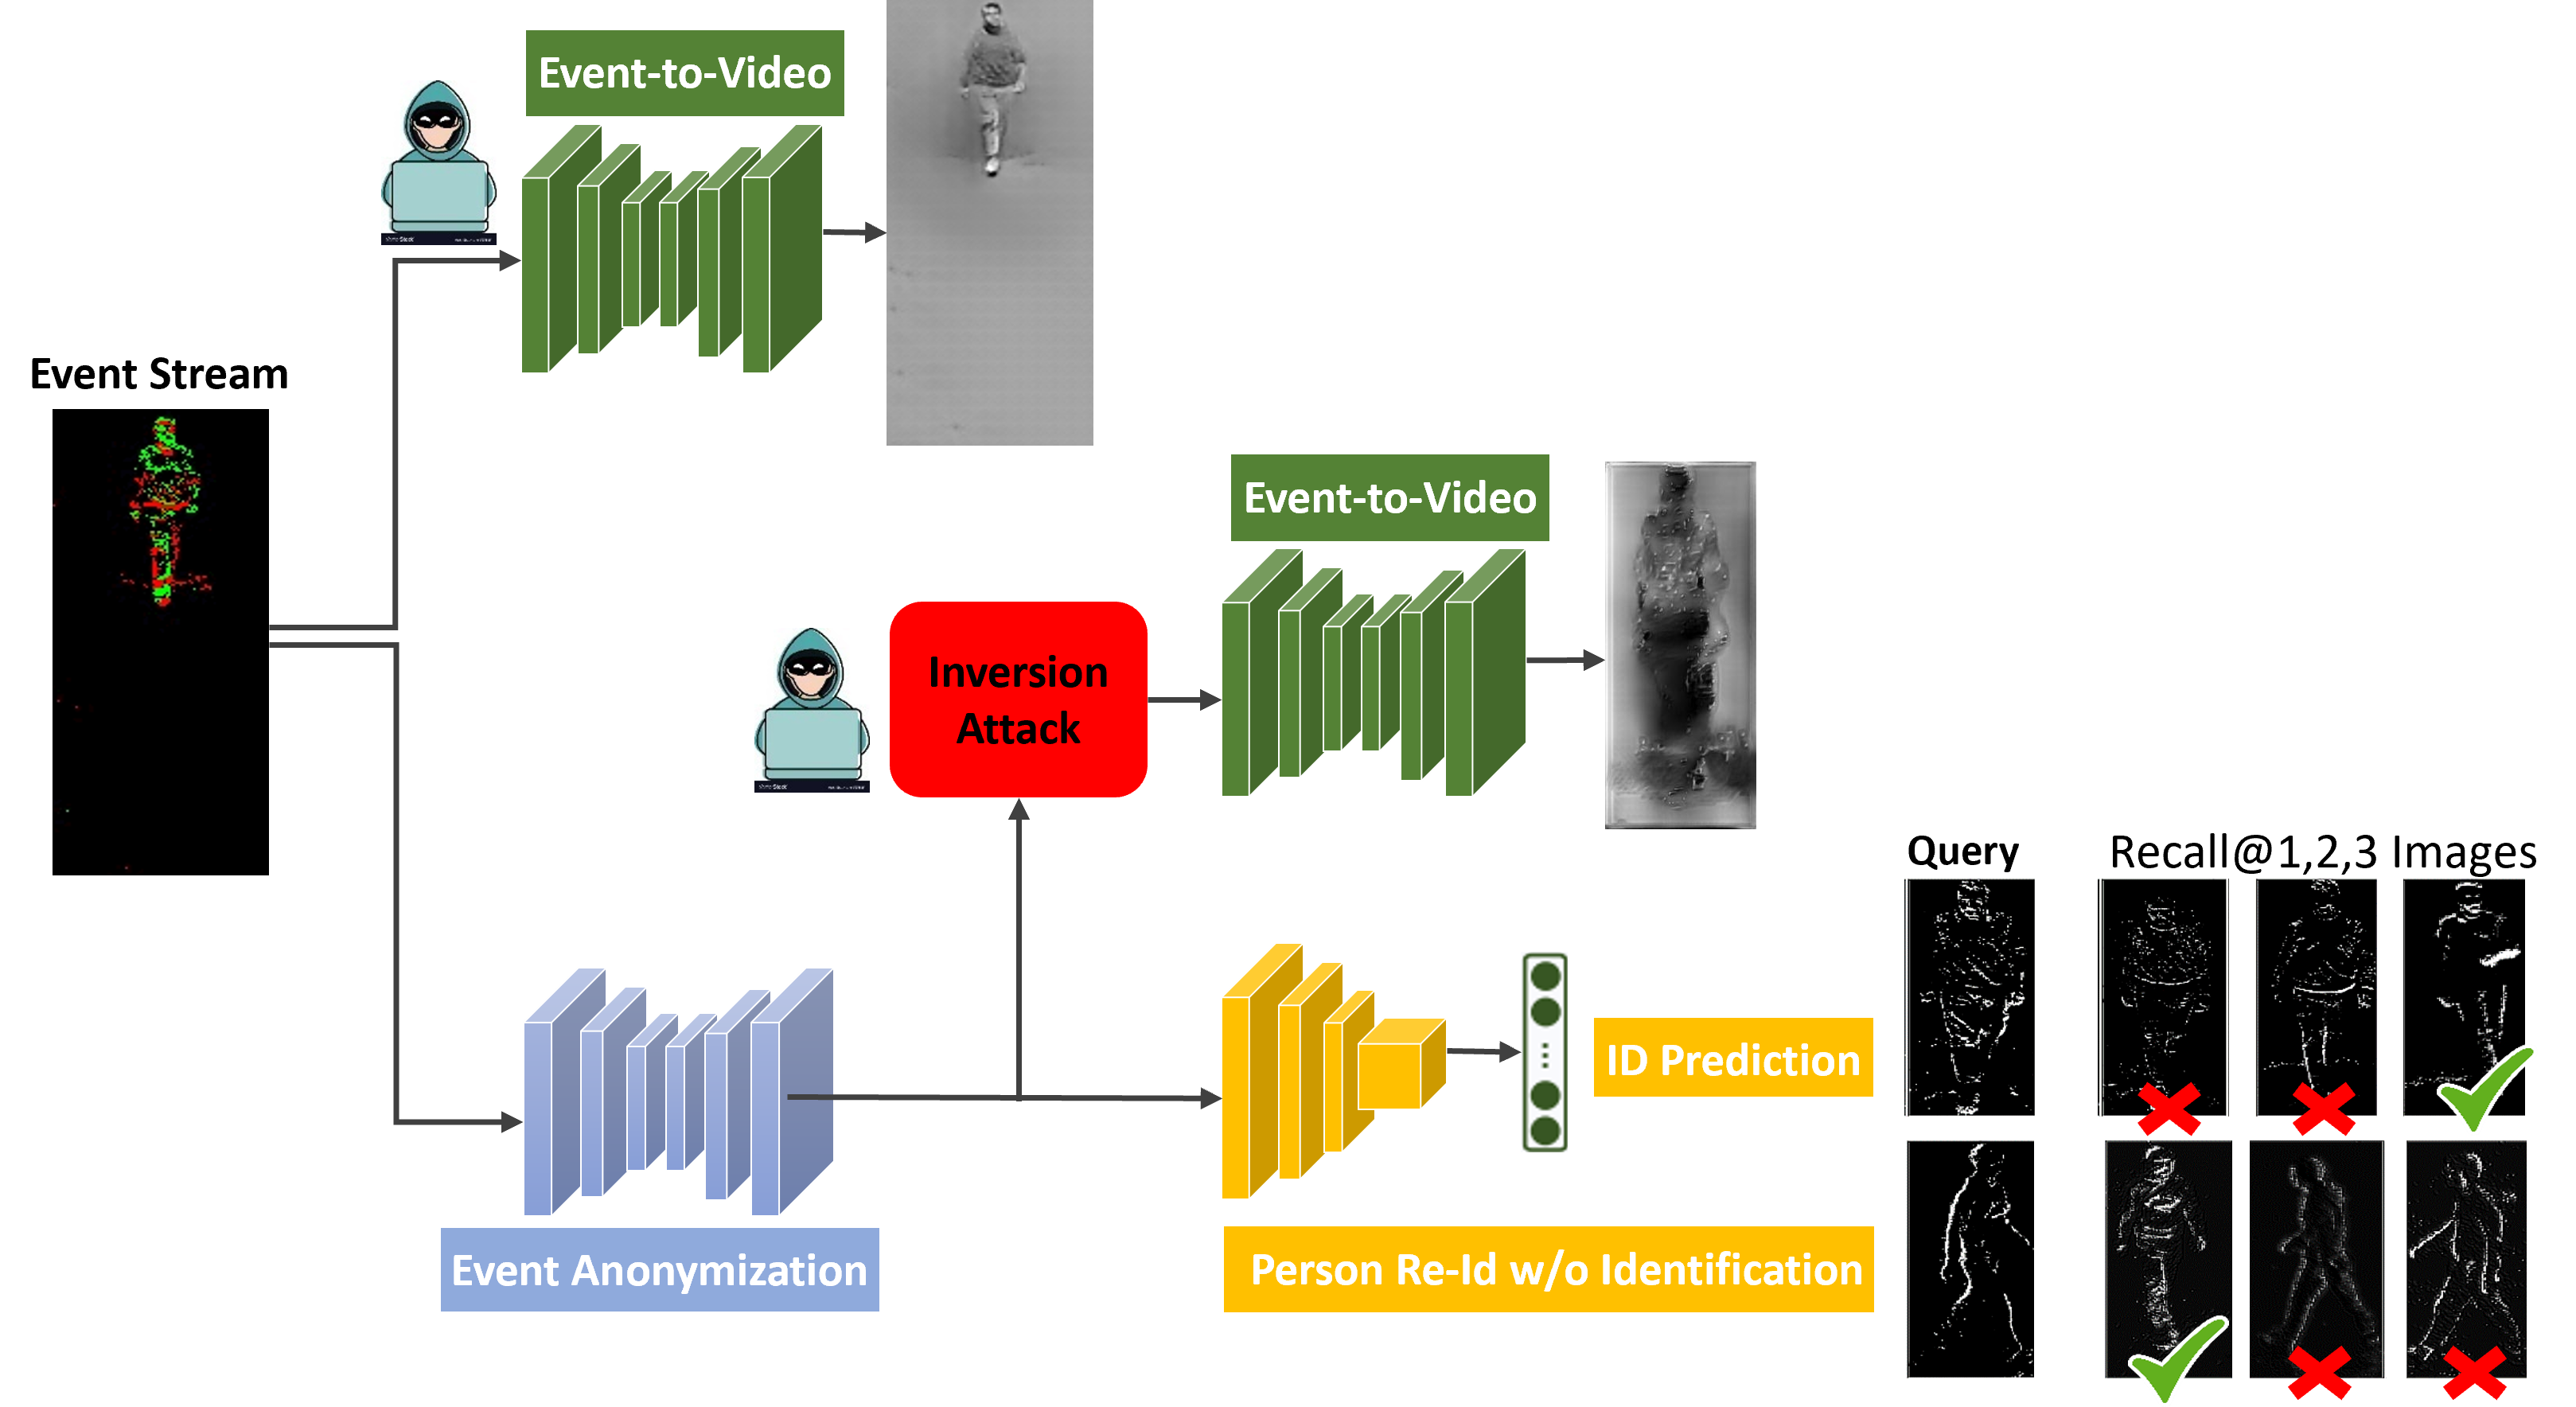 Event-to-Video
Event Stream
Event-to-Video
Inversion
Attack
Query
Recall@1,2,3 Images
ID Prediction
Event Anonymization
Person Re-Id w/o Identification